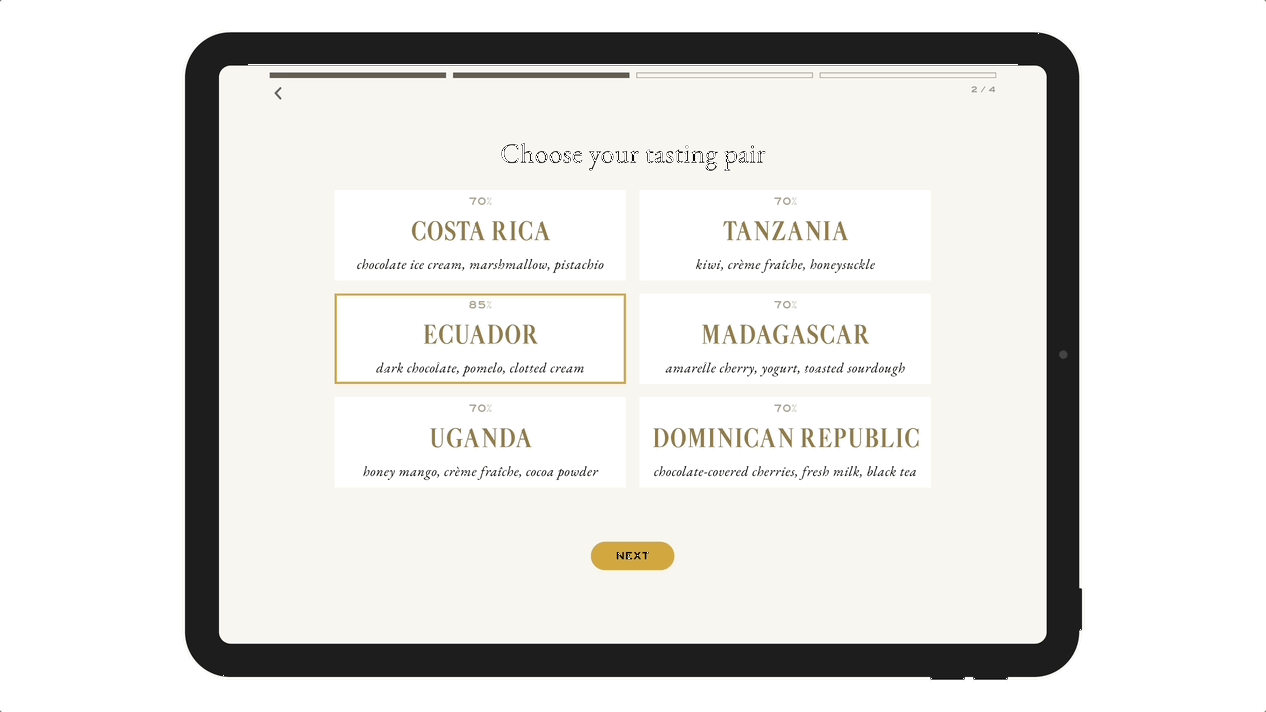 2 / 4
Choose your tasting pair
70%
COSTA RICA
chocolate ice cream, marshmallow, pistachio
70%
TANZANIA
kiwi, crème fraîche, honeysuckle
85%
ECUADOR
dark chocolate, pomelo, clotted cream
70%
MADAGASCAR
amarelle cherry, yogurt, toasted sourdough
70%
UGANDA
honey mango, crème fraîche, cocoa powder
70%
DOMINICAN REPUBLIC
chocolate-covered cherries, fresh milk, black tea
NEXT